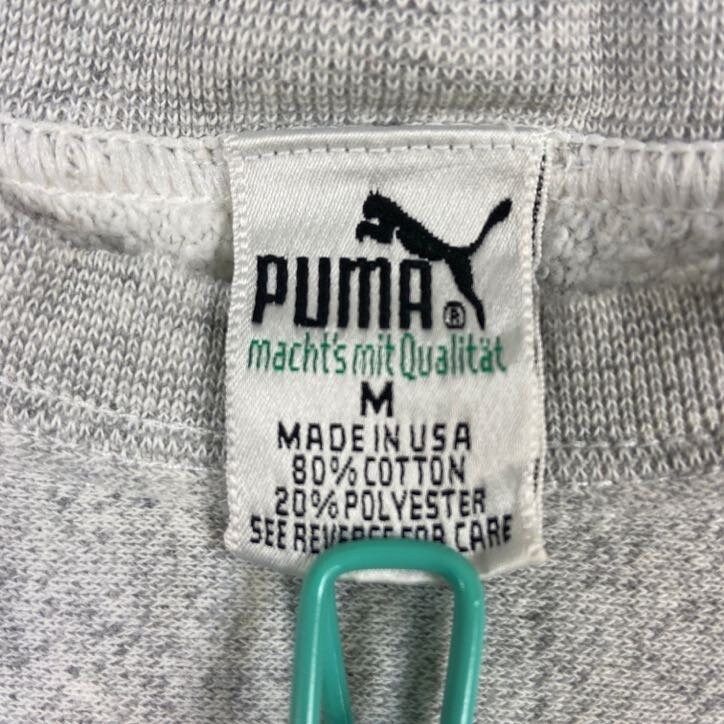 PUMA®
macht's mit Qualität
M
MADE IN USA
80% COTTON
20% POLYESTER
SEE REVERSE FOR CARE